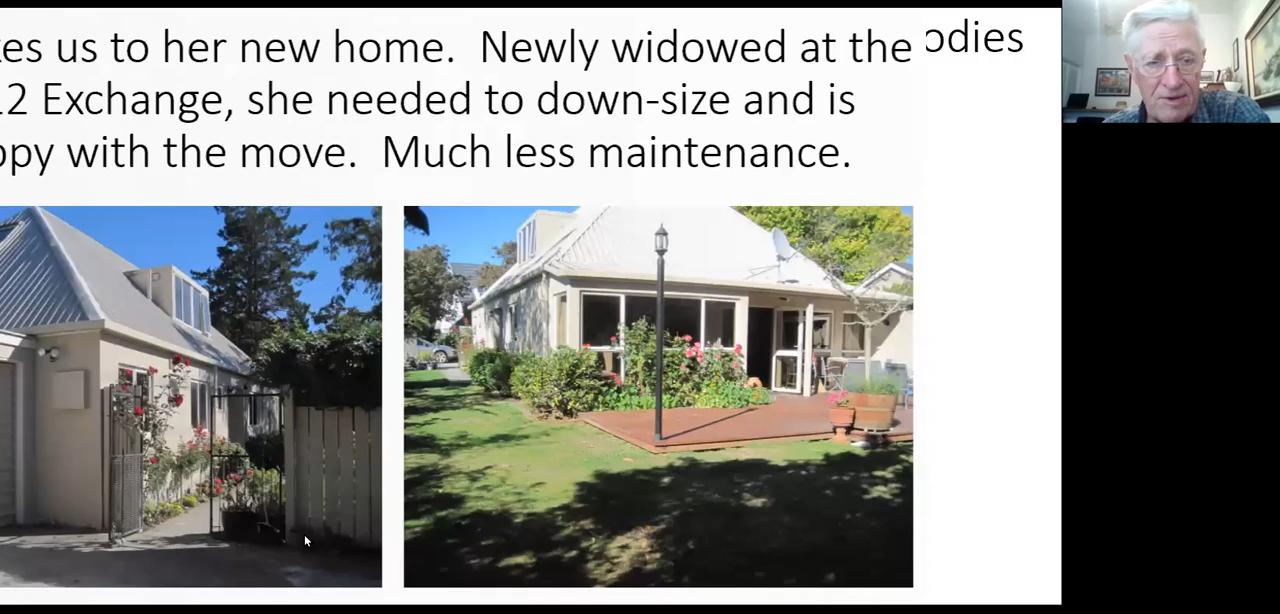 es us to her new home. Newly widowed at the
2 Exchange, she needed to down-size and is
ppy with the move. Much less maintenance.
odies